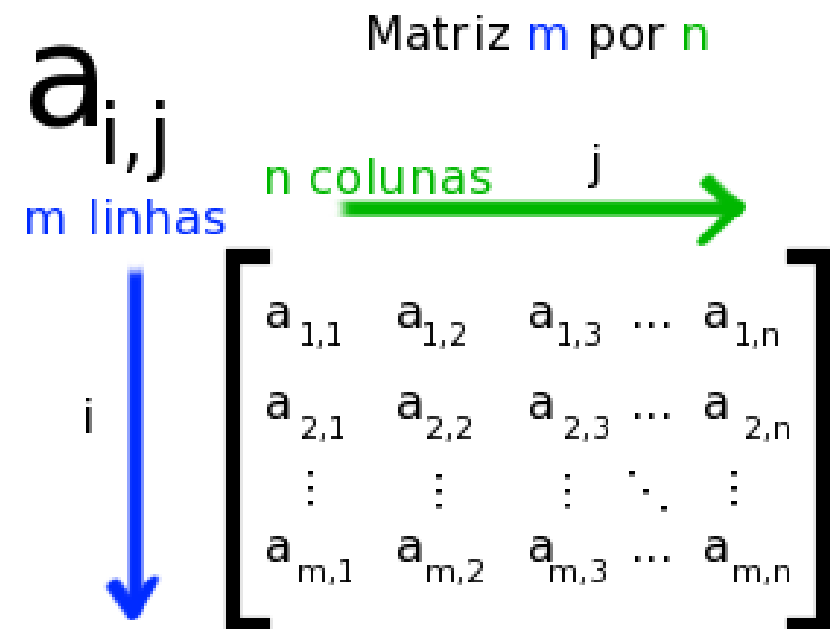 Matriz m por n
a i,j
n colunas j
m linhas
a 1,1 a 1,2 a 1,3 ... a 1,n
i
a 2,1 a 2,2 a 2,3 ... a 2,n
⋮ ⋮ ⋮ ⋱ ⋮
a m,1 a m,2 a m,3 ... a m,n